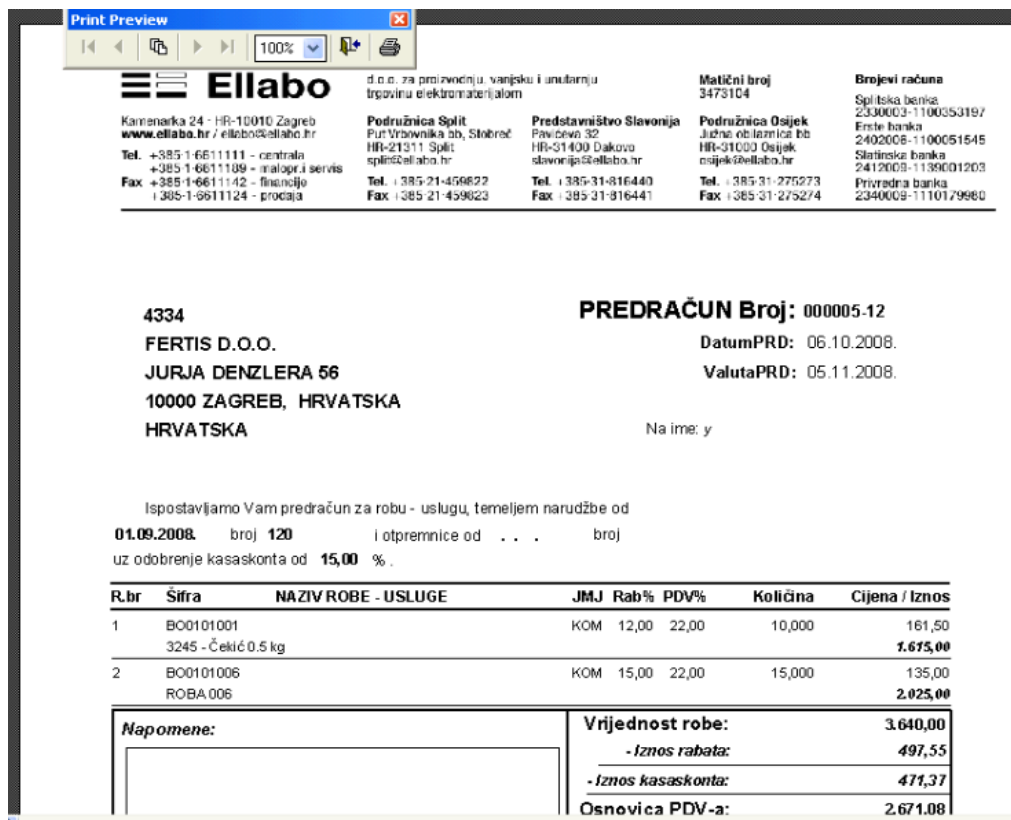 Print Preview
100%
Ellabo
d.o.o. za proizvodnju, vanjsku i unutarnju
trgovinu elektromaterijalom
Kamenarka 24 - HR-10010 Zagreb
www.ellabo.hr / ellabo@ellabo.hr
Tel. +385-1-6611111 - centrala
+385-1-6611189 - malopr.i servis
Fax +385-1-6611142 - financije
+385-1-6611124 - prodaja
Podružnica Split
Put Vrbovnika bb, Stobreč
HR-21311 Split
split@ellabo.hr
Tel. +385-21-459822
Fax +385-21-459823
Predstavništvo Slavonija
Pavićeva 32
HR-31400 Đakovo
slavonija@ellabo.hr
Tel. +385-31-816440
Fax +385-31-816441
Matični broj
3473104
Podružnica Osijek
Južna obilaznica bb
HR-31000 Osijek
osijek@ellabo.hr
Tel. +385-31-275273
Fax +385-31-275274
Brojevi računa
Splitska banka
2330003-1100353197
Erste banka
2402006-1100051545
Slatinska banka
2412009-1139001203
Privredna banka
2340009-1110179980
4334
FERTIS D.O.O.
JURJA DENZLERA 56
10000 ZAGREB, HRVATSKA
HRVATSKA
PREDRAČUN Broj: 000005-12
DatumPRD: 06.10.2008.
ValutaPRD: 05.11.2008.
Na ime: y
Ispostavljamo Vam predračun za robu - uslugu, temeljem narudžbe od
01.09.2008. broj 120 i otpremnice od . . . broj
uz odobrenje kasaskonta od 15,00 % .
R.br Šifra NAZIV ROBE - USLUGE JMJ Rab% PDV% Količina Cijena / Iznos
1 BO0101001 KOM 12,00 22,00 10,000 161,50
3245 - Čekić 0.5 kg 1.615,00
2 BO0101006 KOM 15,00 22,00 15,000 135,00
ROBA 006 2.025,00
Napomene:
Vrijednost robe: 3.640,00
- Iznos rabata: 497,55
- Iznos kasaskonta: 471,37
Osnovica PDV-a: 2.671,08